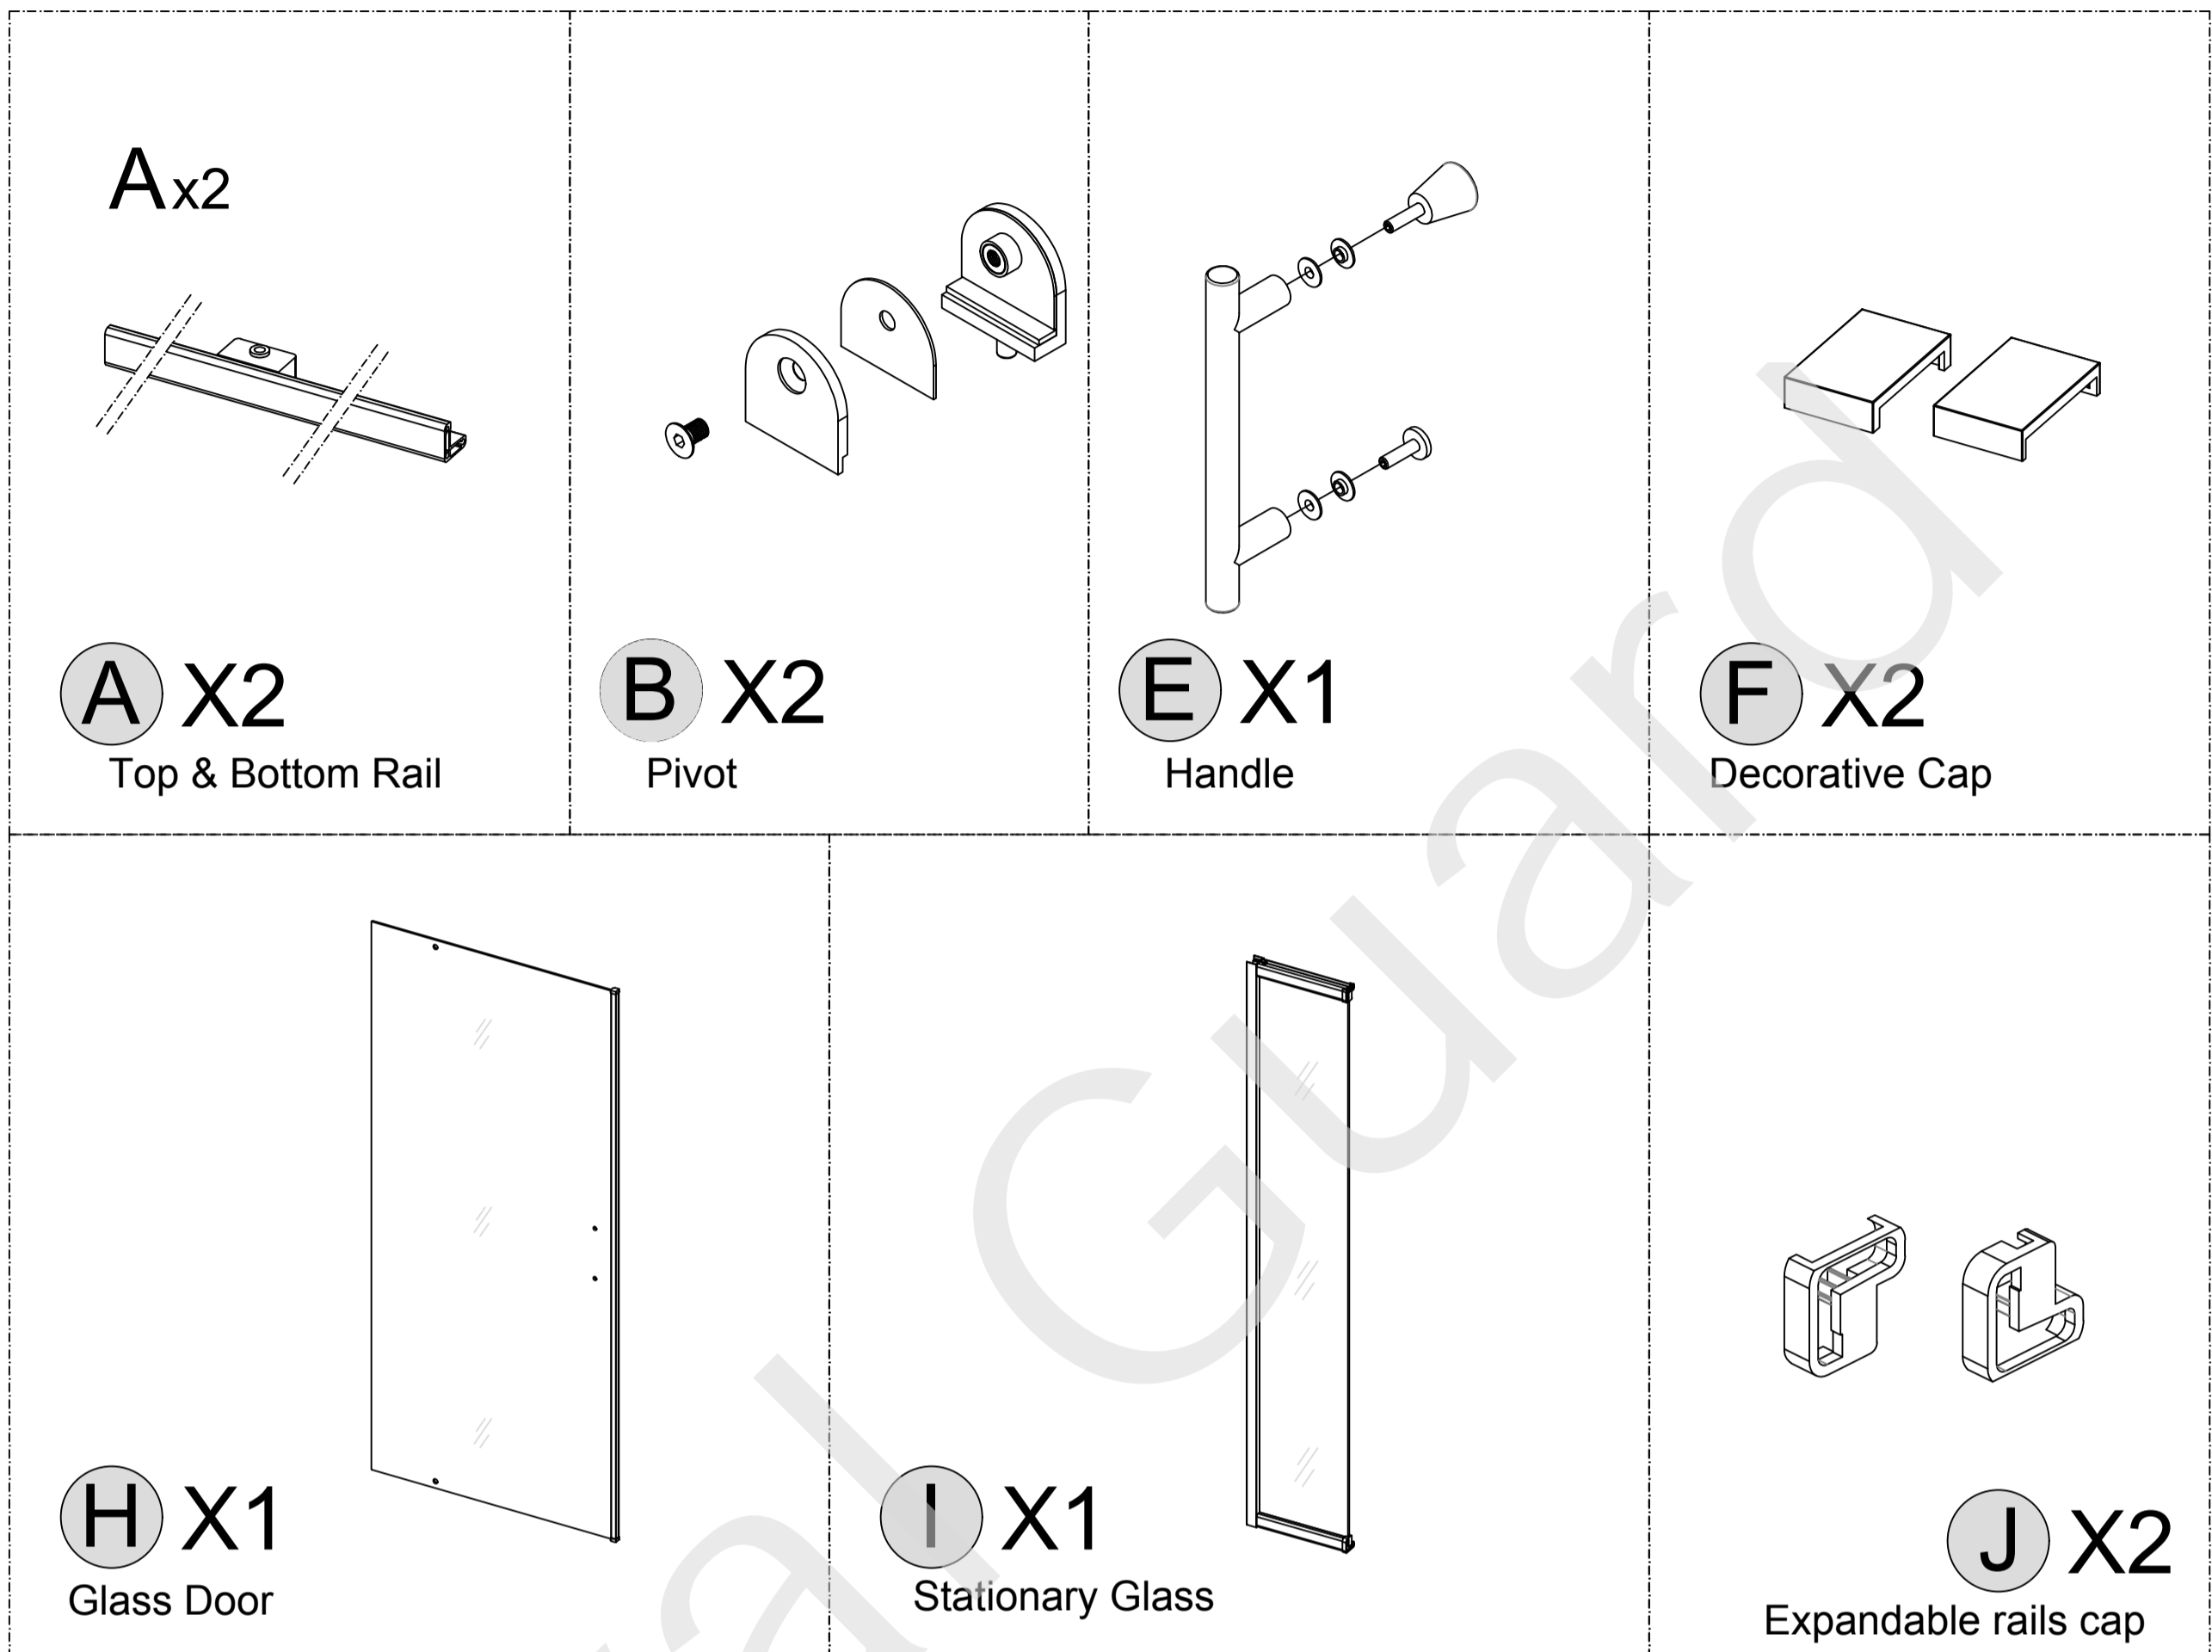 Ax2
A X2
Top & Bottom Rail
B X2
Pivot
E X1
Handle
F X2
Decorative Cap
H X1
Glass Door
I X1
Stationary Glass
J X2
Expandable rails cap
Guard